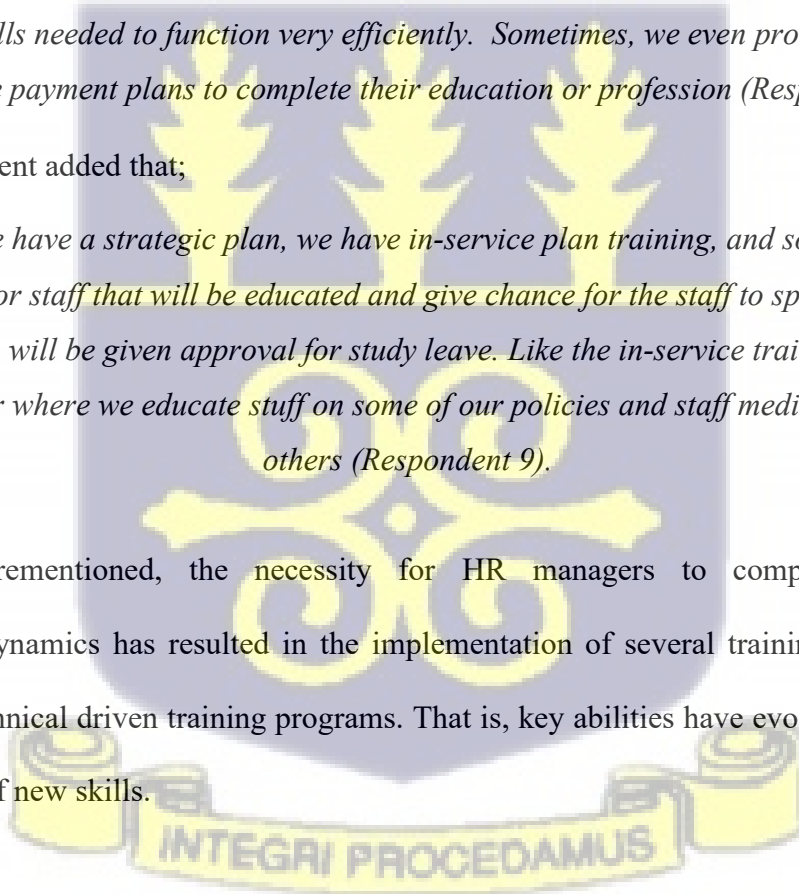 lls needed to function very efficiently. Sometimes, we even pro
e payment plans to complete their education or profession (Resp
ent added that;
e have a strategic plan, we have in-service plan training, and so
or staff that will be educated and give chance for the staff to sp
will be given approval for study leave. Like the in-service trai
r where we educate stuff on some of our policies and staff medi
others (Respondent 9).
rementioned, the necessity for HR managers to comp
ynamics has resulted in the implementation of several trainin
hnical driven training programs. That is, key abilities have evo
f new skills.
INTEGRI PROCEDAMUS